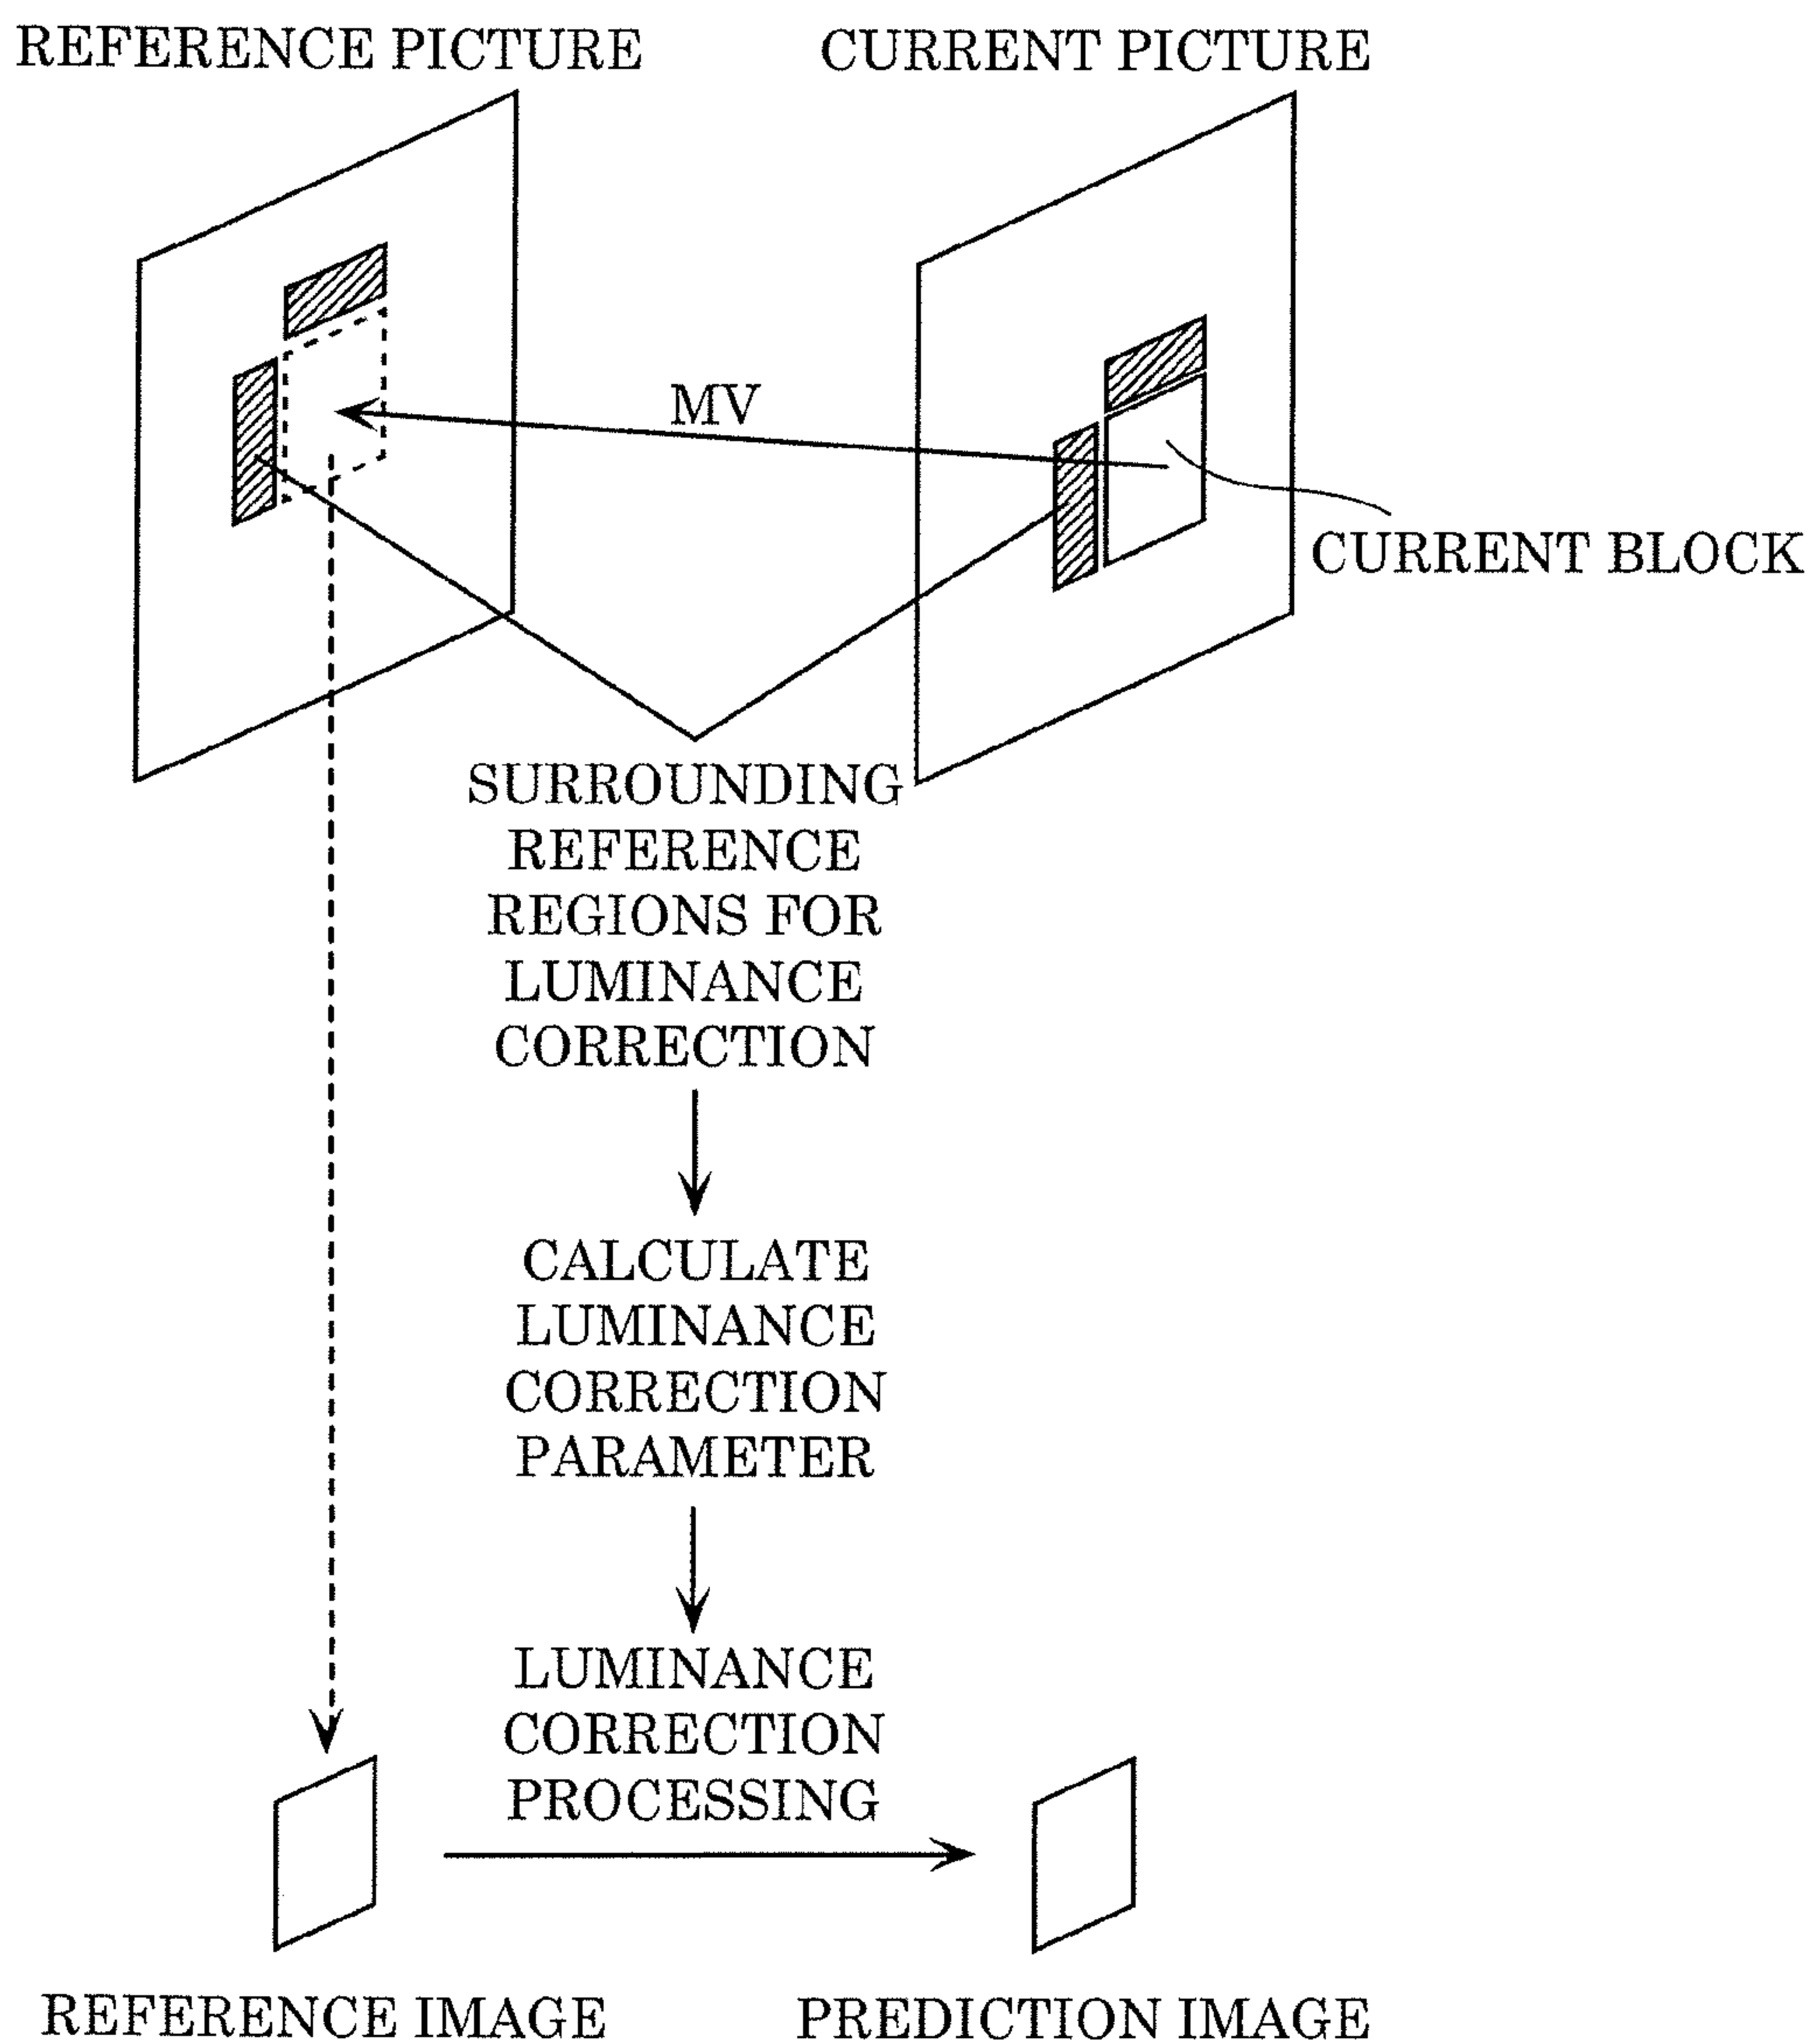 REFERENCE PICTURE
CURRENT PICTURE
MV
CURRENT BLOCK
SURROUNDING
REFERENCE
REGIONS FOR
LUMINANCE
CORRECTION
CALCULATE
LUMINANCE
CORRECTION
PARAMETER
LUMINANCE
CORRECTION
PROCESSING
REFERENCE IMAGE
PREDICTION IMAGE